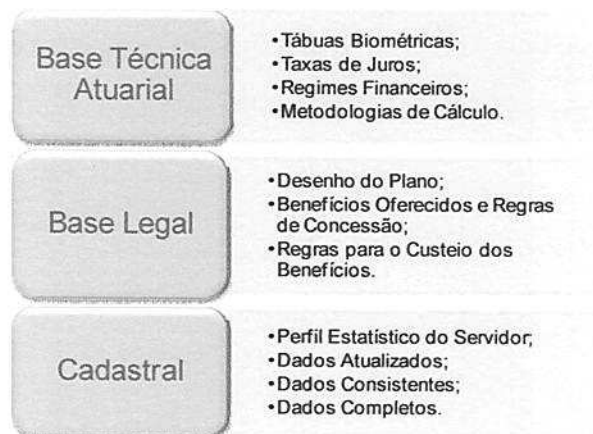 Base Técnica
Atuarial
•Tábuas Biométricas;
•Taxas de Juros;
•Regimes Financeiros;
•Metodologias de Cálculo.
Base Legal
•Desenho do Plano;
•Benefícios Oferecidos e Regras
de Concessão;
•Regras para o Custeio dos
Benefícios.
Cadastral
•Perfil Estatístico do Servidor;
•Dados Atualizados;
•Dados Consistentes;
•Dados Completos.